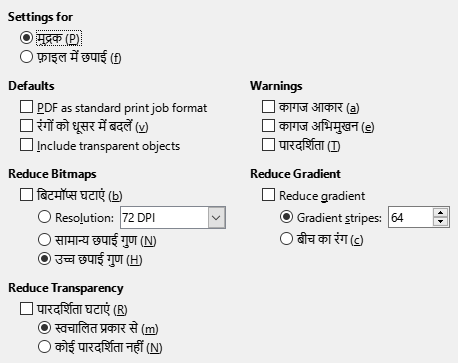 Settings for
मुद्रक (P)
फ़ाइल में छपाई (f)
Defaults
PDF as standard print job format
रंगों को धूसर में बदलें (v)
Include transparent objects
Warnings
कागज आकार (a)
कागज अभिमुखन (e)
पारदर्शिता (T)
Reduce Bitmaps
बिटमॉप्स घटाएं (b)
Resolution: 72 DPI
सामान्य छपाई गुण (N)
उच्च छपाई गुण (H)
Reduce Gradient
Reduce gradient
Gradient stripes: 64
बीच का रंग (c)
Reduce Transparency
पारदर्शिता घटाएं (R)
स्वचालित प्रकार से (m)
कोई पारदर्शिता नहीं (N)